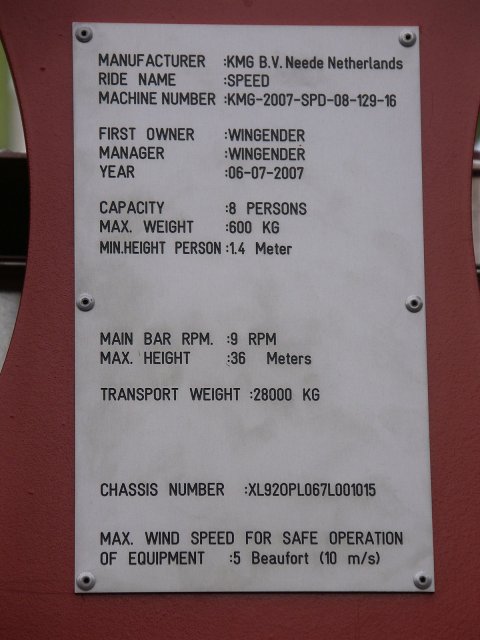 MANUFACTURER :KMG B.V. Neede Netherlands
RIDE NAME :SPEED
MACHINE NUMBER :KMG-2007-SPD-08-129-16
FIRST OWNER :WINGENDER
MANAGER :WINGENDER
YEAR :06-07-2007
CAPACITY :8 PERSONS
MAX. WEIGHT :600 KG
MIN.HEIGHT PERSON :1.4 Meter
MAIN BAR RPM. :9 RPM
MAX. HEIGHT :36 Meters
TRANSPORT WEIGHT :28000 KG
CHASSIS NUMBER :XL920PL067L001015
MAX. WIND SPEED FOR SAFE OPERATION
OF EQUIPMENT :5 Beaufort (10 m/s)